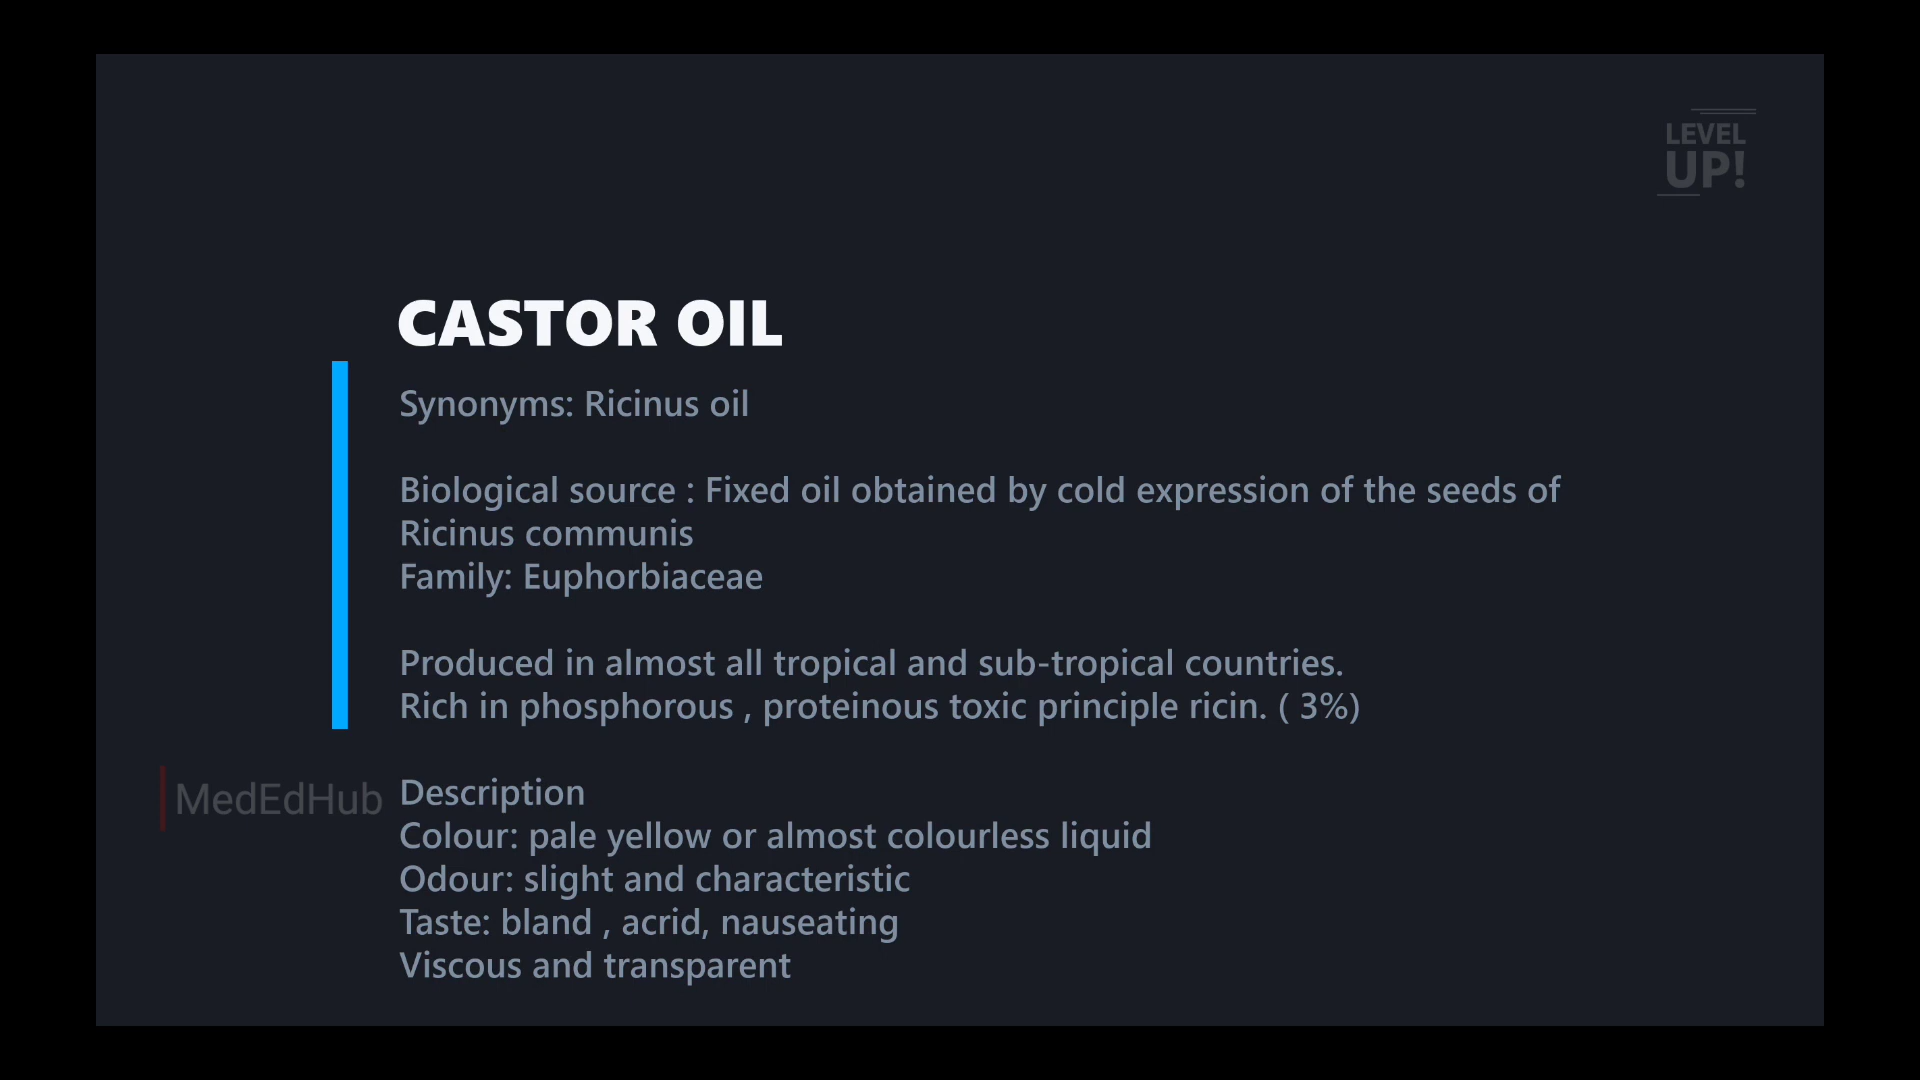 LEVEL
UP!
CASTOR OIL
Synonyms: Ricinus oil
Biological source : Fixed oil obtained by cold expression of the seeds of
Ricinus communis
Family: Euphorbiaceae
Produced in almost all tropical and sub-tropical countries.
Rich in phosphorous , proteinous toxic principle ricin. ( 3%)
MedEdHub
Description
Colour: pale yellow or almost colourless liquid
Odour: slight and characteristic
Taste: bland , acrid, nauseating
Viscous and transparent